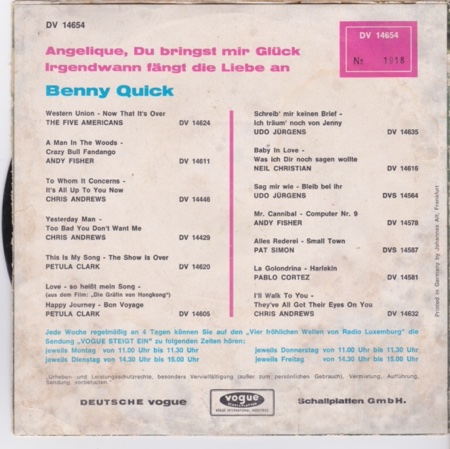 DV 14654
Angelique, Du bringst mir Glück
Irgendwann fängt die Liebe an
Benny Quick
DV 14654
No 1918
Western Union - Now That It's Over
THE FIVE AMERICANS DV 14624
A Man In The Woods -
Crazy Bull Fandango
ANDY FISHER DV 14611
To Whom It Concerns -
It's All Up To You Now
CHRIS ANDREWS DV 14446
Yesterday Man -
Too Bad You Don't Want Me
CHRIS ANDREWS DV 14429
This Is My Song - The Show is Over
PETULA CLARK DV 14620
Love - so heißt mein Song -
(aus dem Film: „Die Gräfin von Hongkong")
Happy Journey - Bon Voyage
PETULA CLARK DV 14605
Schreib' mir keinen Brief -
Ich träum' noch von Jenny
UDO JÜRGENS DV 14635
Baby In Love -
Was ich Dir noch sagen wollte
NEIL CHRISTIAN DV 14616
Sag mir wie - Bleib bei ihr
UDO JÜRGENS DVS 14564
Mr. Cannibal - Computer Nr. 9
ANDY FISHER DV 14578
Alles Rederei - Small Town
PAT SIMON DVS 14587
La Golondrina - Harlekin
PABLO CORTEZ DV 14581
I'll Walk To You -
They've All Got Their Eyes On You
CHRIS ANDREWS DV 14632
Printed in Germany by Johannes Alt, Frankfurt
Jede Woche regelmäßig an 4 Tagen können Sie auf den „Vier fröhlichen Wellen von Radio Luxemburg" die
Sendung „VOGUE STEIGT EIN" zu folgenden Zeiten hören:
jeweils Montag von 11.00 Uhr bis 11.30 Uhr
jeweils Dienstag von 14.30 Uhr bis 15.00 Uhr
jeweils Donnerstag von 11.00 Uhr bis 11.30 Uhr
jeweils Freitag von 14.30 Uhr bis 15.00 Uhr
Urheber- und Leistungsschutzrechte, besonders Vervielfältigung (außer zum persönlichen Gebrauch), Vermietung, Aufführung,
Sendung, vorbehalten.
DEUTSCHE vogue
vogue
Schallplatten GmbH.